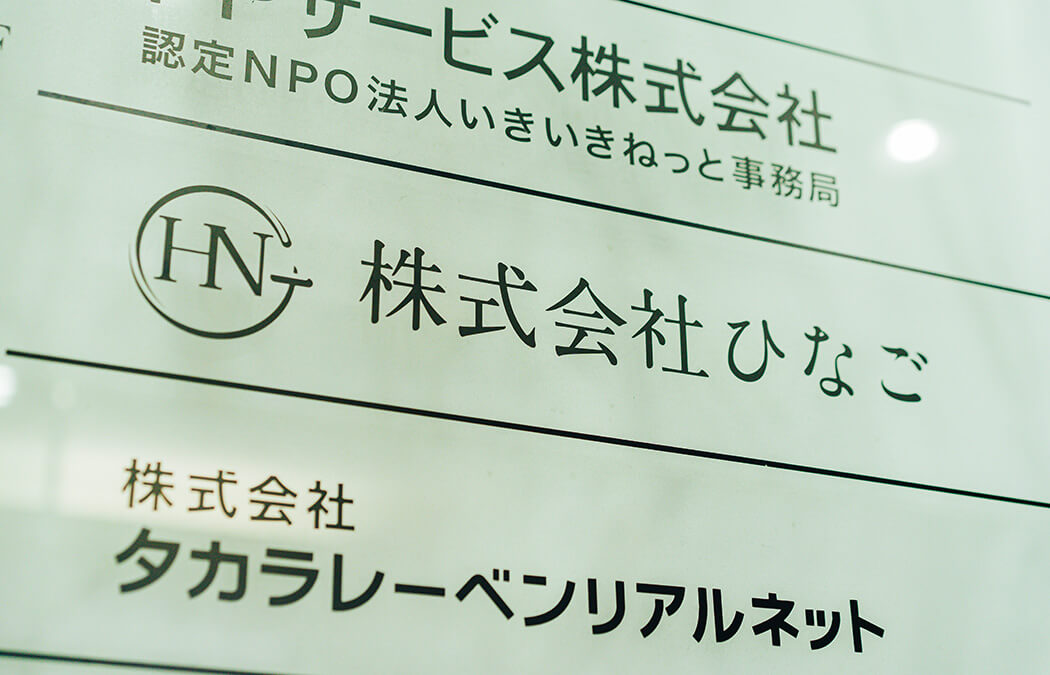 サービス株式会社
認定NPO法人いきいきねっと事務局
HN 株式会社ひなご
株式会社
タカラレーベンリアルネット